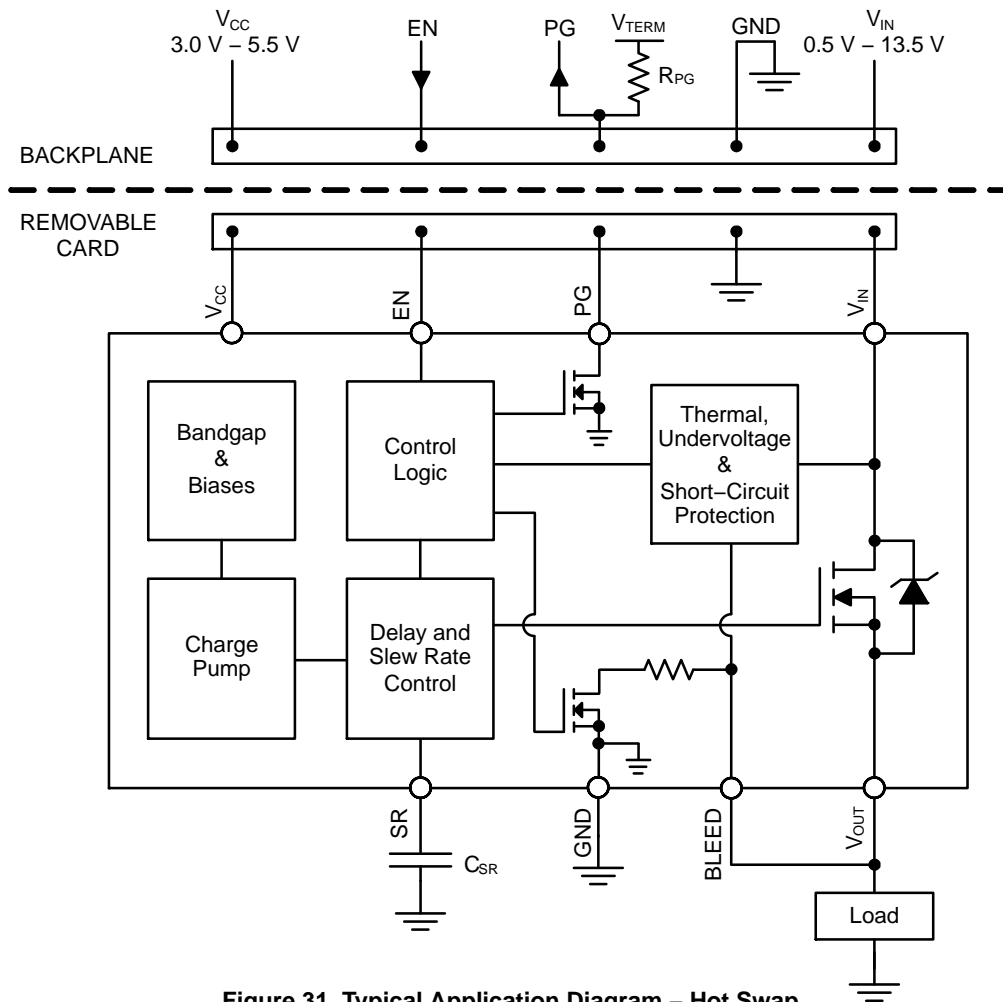 VCC
3.0 V – 5.5 V
EN
PG
VTERM
RPG
GND
VIN
0.5 V – 13.5 V
BACKPLANE
REMOVABLE
CARD
VCC
EN
PG
VIN
Bandgap
&
Biases
Control
Logic
Thermal,
Undervoltage
&
Short–Circuit
Protection
Charge
Pump
Delay and
Slew Rate
Control
SR
GND
BLEED
VOUT
CSR
Load
Figure 31. Typical Application Diagram – Hot Swap